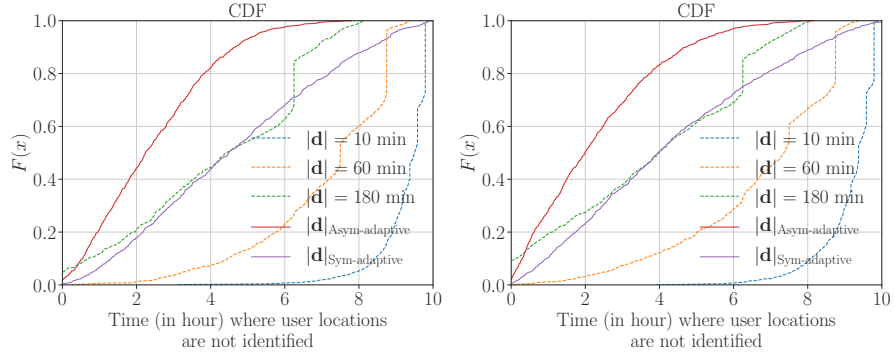 CDF
1.0
0.8
0.6
0.4
0.2
0.0
F(x)
|d| = 10 min
|d| = 60 min
|d| = 180 min
|d|Asym-adaptive
|d|Sym-adaptive
0 2 4 6 8 10
Time (in hour) where user locations
are not identified
CDF
1.0
0.8
0.6
0.4
0.2
0.0
F(x)
|d| = 10 min
|d| = 60 min
|d| = 180 min
|d|Asym-adaptive
|d|Sym-adaptive
0 2 4 6 8 10
Time (in hour) where user locations
are not identified